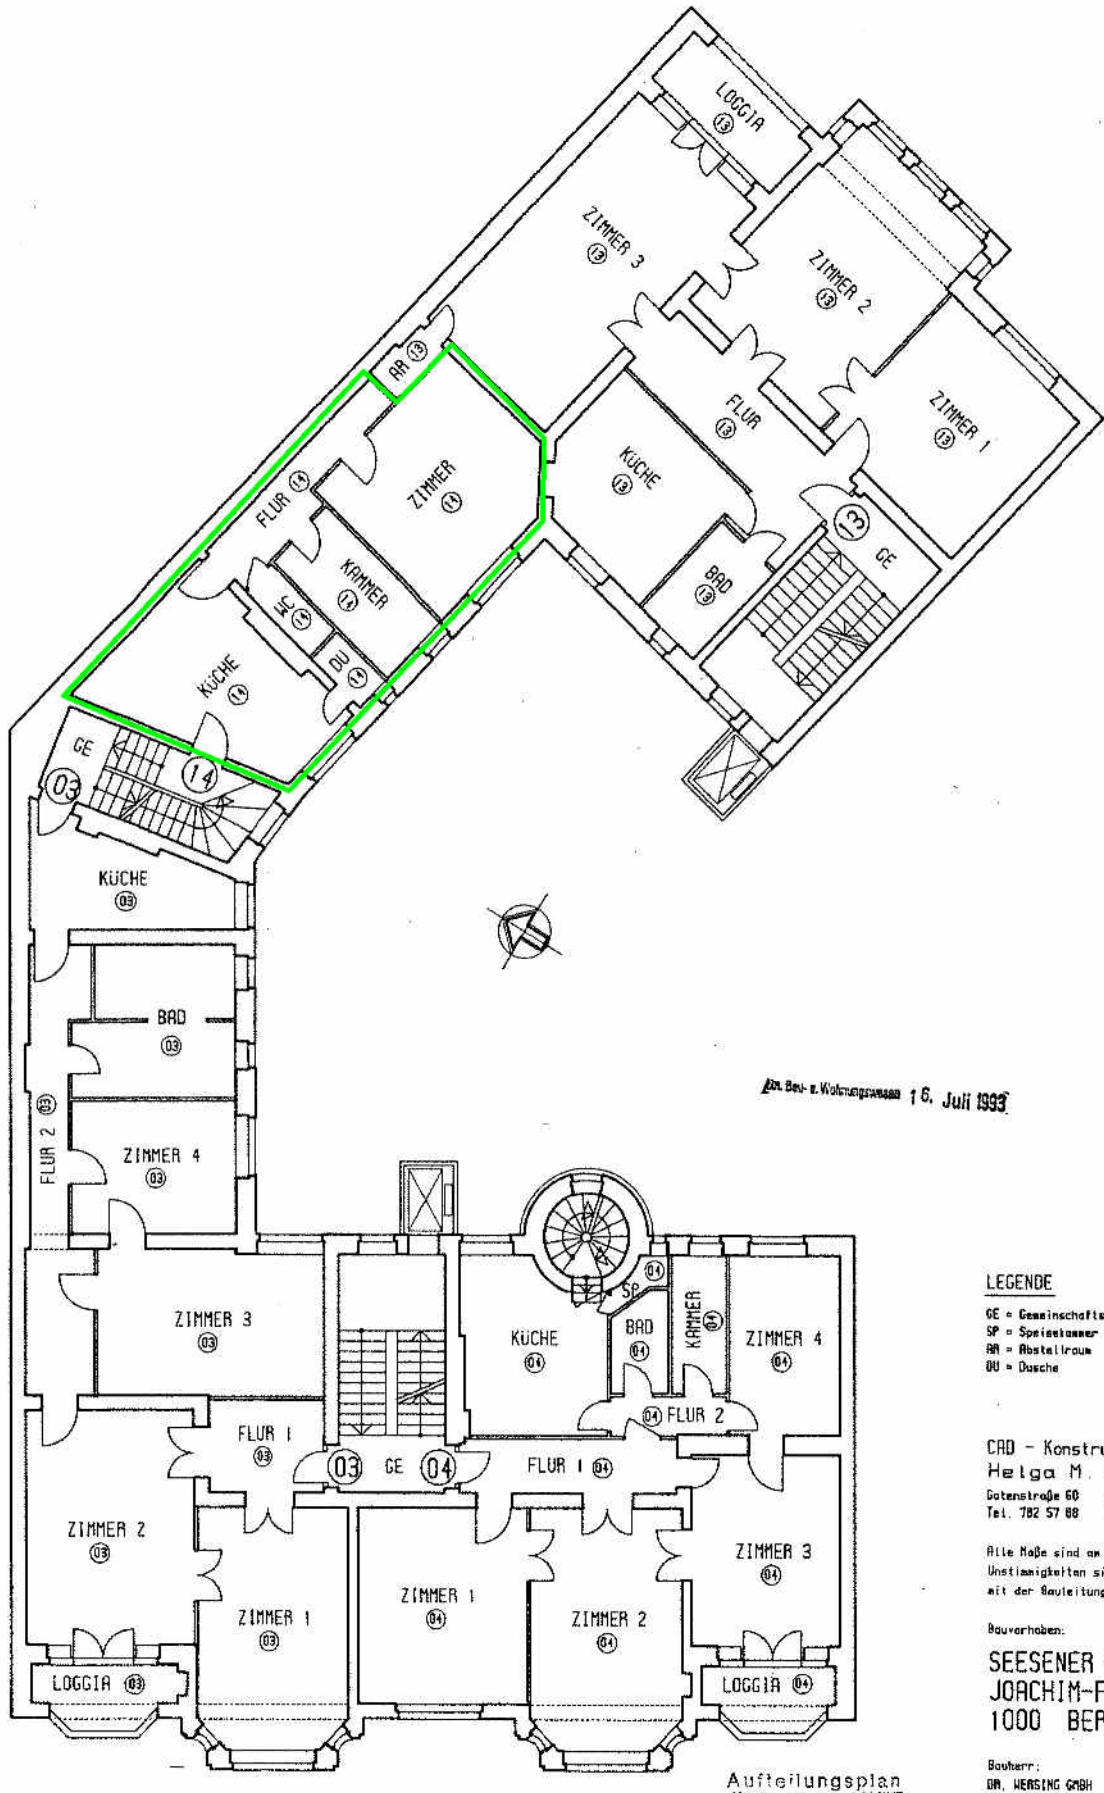 LOGGIA
13
ZIMMER 3
13
ZIMMER 2
13
AR 13
ZIMMER 1
13
FLUR
13
KÜCHE
13
ZIMMER
14
FLUR 14
13
GE
BAD
13
KAMMER
14
WC
14
DU
14
KÜCHE
14
GE
14
03
KÜCHE
03
BAD
03
Bau- u. Wohnungswesen 16. Juli 1993
FLUR 2 03
ZIMMER 4
03
SP 04
ZIMMER 3
03
KÜCHE
04
BAD
04
KAMMER 04
ZIMMER 4
04
LEGENDE
GE = Gemeinschafts
SP = Speisekammer
AR = Abstellraum
DU = Dusche
FLUR 1
03
04 FLUR 2
03 GE 04
FLUR 1 04
CAD - Konstru
Helga M.
Gotenstraße 60
Tel. 782 57 88
ZIMMER 2
03
ZIMMER 3
04
Alle Maße sind am
Unstimmigkeiten si
mit der Bauleitung
ZIMMER 1
03
ZIMMER 1
04
ZIMMER 2
04
Bauvorhaben:
SEESENER
JOACHIM-F
1000 BER
LOGGIA 03
LOGGIA 04
Bauherr:
DR. WERSING GMBH
Aufteilungsplan